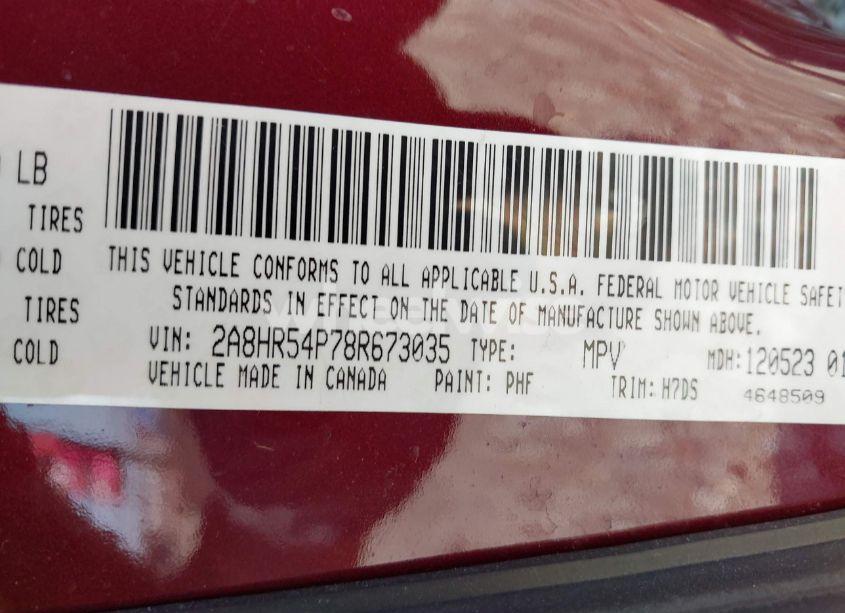 LB
TIRES
COLD
TIRES
COLD
THIS VEHICLE CONFORMS TO ALL APPLICABLE U.S.A. FEDERAL MOTOR VEHICLE SAFET
STANDARDS IN EFFECT ON THE DATE OF MANUFACTURE SHOWN ABOVE.
VIN: 2A8HR54P78R673035 TYPE: MPV MDH: 120523 01
VEHICLE MADE IN CANADA PAINT: PHF TRIM: H7DS 4648509